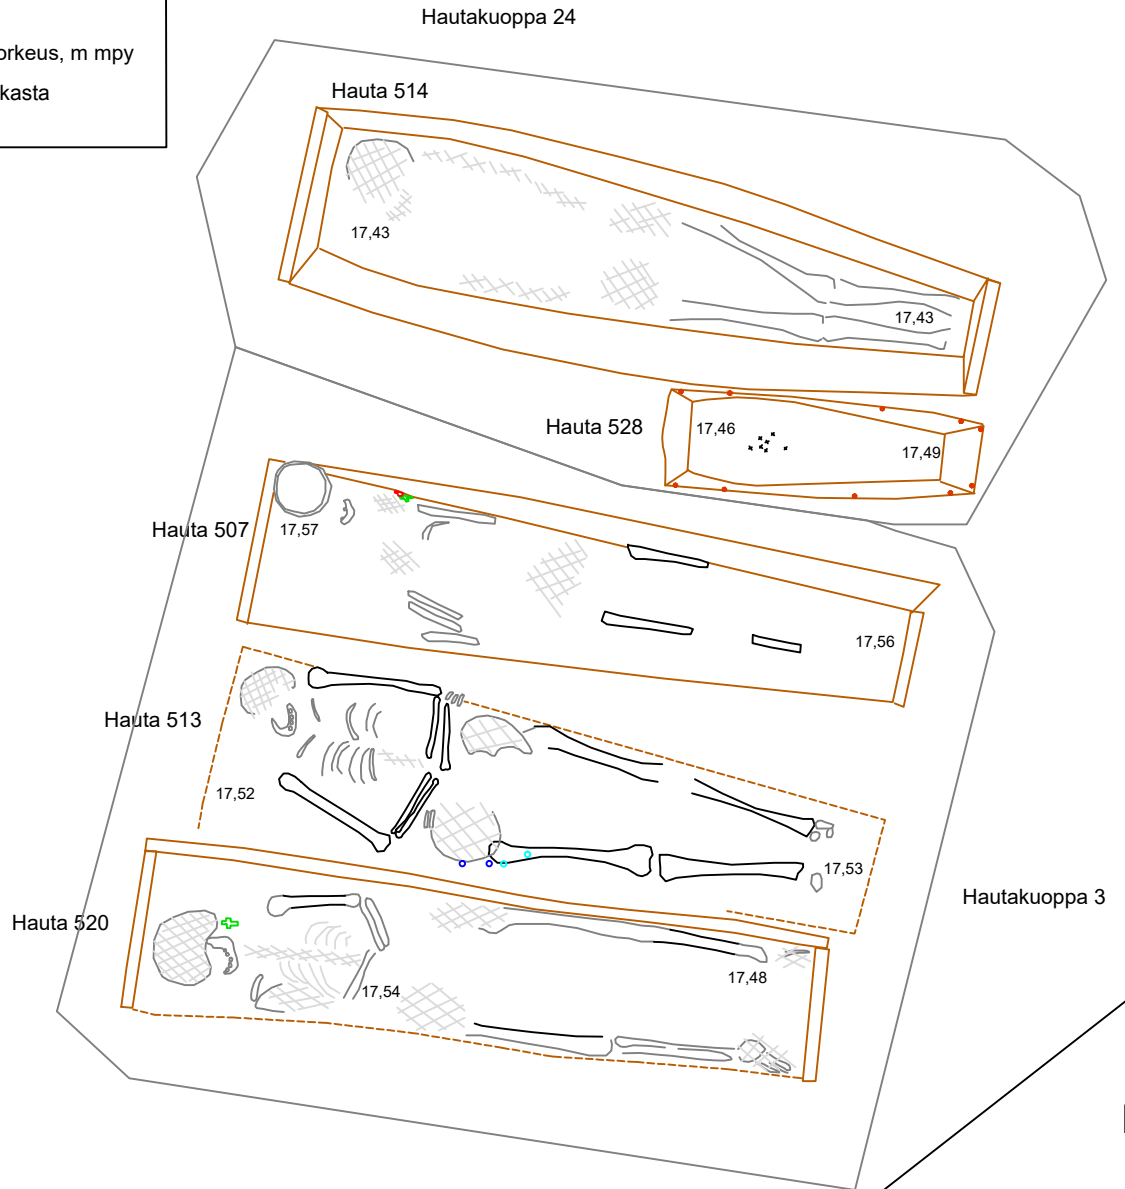 Hautakuoppa 24
orkeus, m mpy
kasta
Hauta 514
17,43
17,43
Hauta 528
17,46
17,49
Hauta 507
17,57
17,56
Hauta 513
17,52
17,53
Hautakuoppa 3
Hauta 520
17,48
17,54